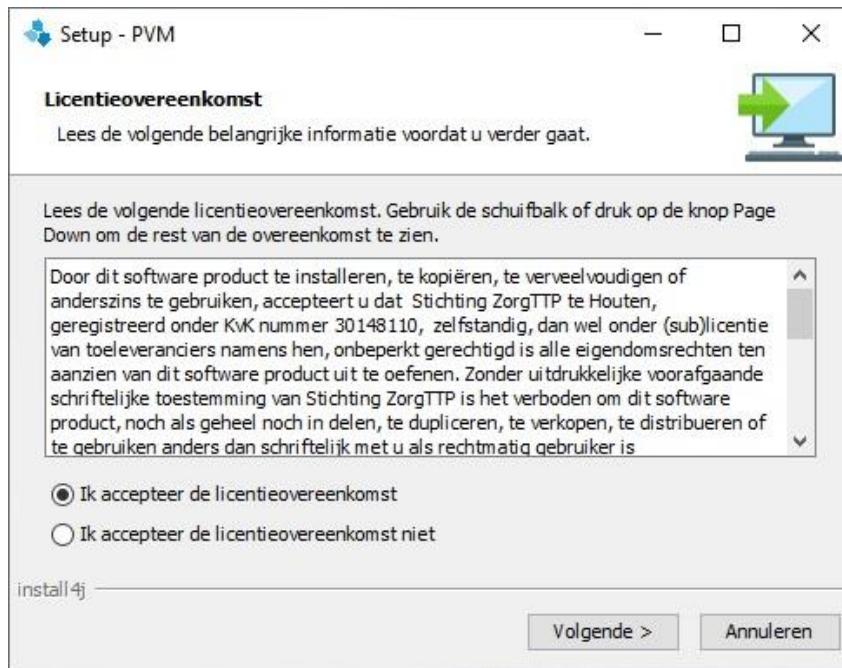 Setup - PVM
Licentieovereenkomst
Lees de volgende belangrijke informatie voordat u verder gaat.
Lees de volgende licentieovereenkomst. Gebruik de schuifbalk of druk op de knop Page
Down om de rest van de overeenkomst te zien.
Door dit software product te installeren, te kopiëren, te verveelvoudigen of
anderszins te gebruiken, accepteert u dat  Stichting ZorgTTP te Houten,
geregistreerd onder KvK nummer 30148110,  zelfstandig, dan wel onder (sub)licentie
van toeleveranciers namens hen, onbeperkt gerechtigd is alle eigendomsrechten ten
aanzien van dit software product uit te oefenen. Zonder uitdrukkelijke voorafgaande
schriftelijke toestemming van Stichting ZorgTTP is het verboden om dit software
product, noch als geheel noch in delen, te dupliceren, te verkopen, te distribueren of
te gebruiken anders dan schriftelijk met u als rechtmatig gebruiker is
Ik accepteer de licentieovereenkomst
Ik accepteer de licentieovereenkomst niet
install4j
Volgende >
Annuleren